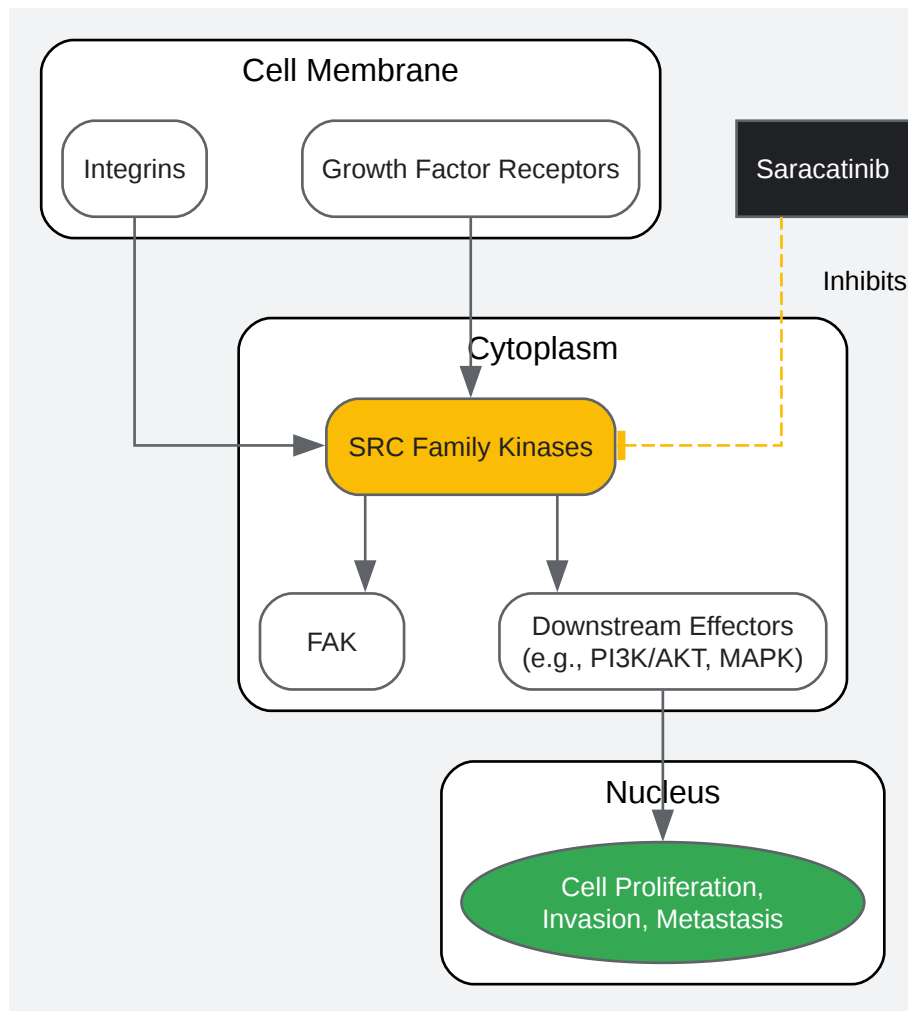 Cell Membrane
Integrins
Growth Factor Receptors
Saracatinib
Inhibits
Cytoplasm
SRC Family Kinases
FAK
Downstream Effectors
(e.g., PI3K/AKT, MAPK)
Nucleus
Cell Proliferation,
Invasion, Metastasis